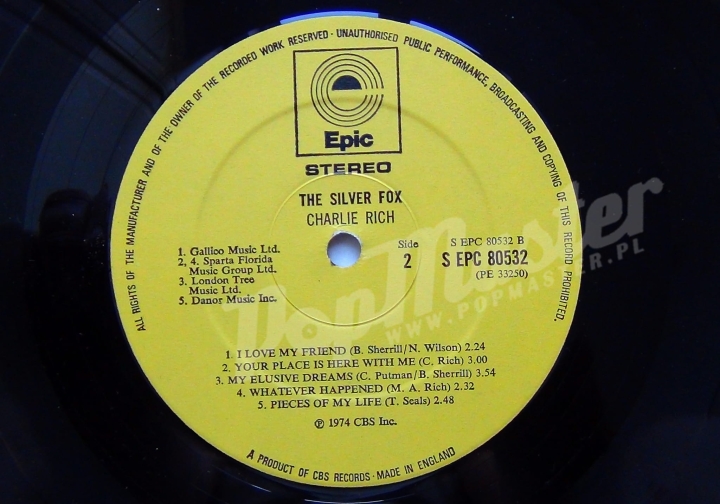 ALL RIGHTS OF THE MANUFACTURER AND OF THE OWNER OF THE RECORDED WORK RESERVED · UNAUTHORISED PUBLIC PERFORMANCE, BROADCASTING AND COPYING OF THIS RECORD PROHIBITED.
Epic
STEREO
THE SILVER FOX
CHARLIE RICH
1. Gallico Music Ltd.
2, 4. Sparta Florida
Music Group Ltd.
3. London Tree
Music Ltd.
5. Danor Music Inc.
Side
2
S EPC 80532 B
S EPC 80532
(PE 33250)
PopMaster
WWW.POPMASTER.PL
1. I LOVE MY FRIEND (B. Sherrill/N. Wilson) 2.24
2. YOUR PLACE IS HERE WITH ME (C. Rich) 3.00
3. MY ELUSIVE DREAMS (C. Putman/B. Sherrill) 3.54
4. WHATEVER HAPPENED (M. A. Rich) 2.32
5. PIECES OF MY LIFE (T. Seals) 2.48
℗ 1974 CBS Inc.
A PRODUCT OF CBS RECORDS · MADE IN ENGLAND